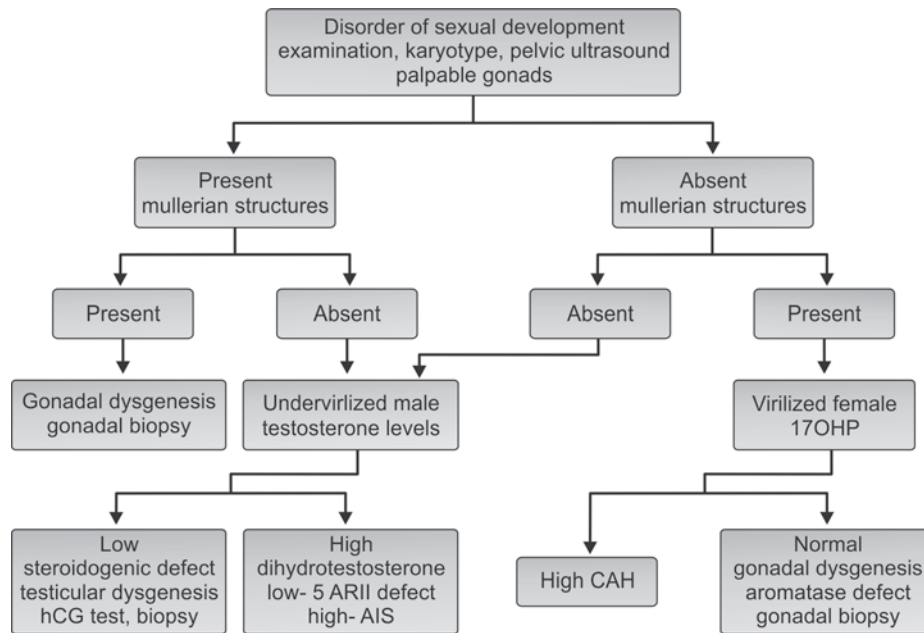 Disorder of sexual development
examination, karyotype, pelvic ultrasound
palpable gonads
Present
mullerian structures
Absent
mullerian structures
Present
Absent
Absent
Present
Gonadal dysgenesis
gonadal biopsy
Undervirlized male
testosterone levels
Virilized female
17OHP
Low
steroidogenic defect
testicular dysgenesis
hCG test, biopsy
High
dihydrotestosterone
low- 5 ARII defect
high- AIS
High CAH
Normal
gonadal dysgenesis
aromatase defect
gonadal biopsy